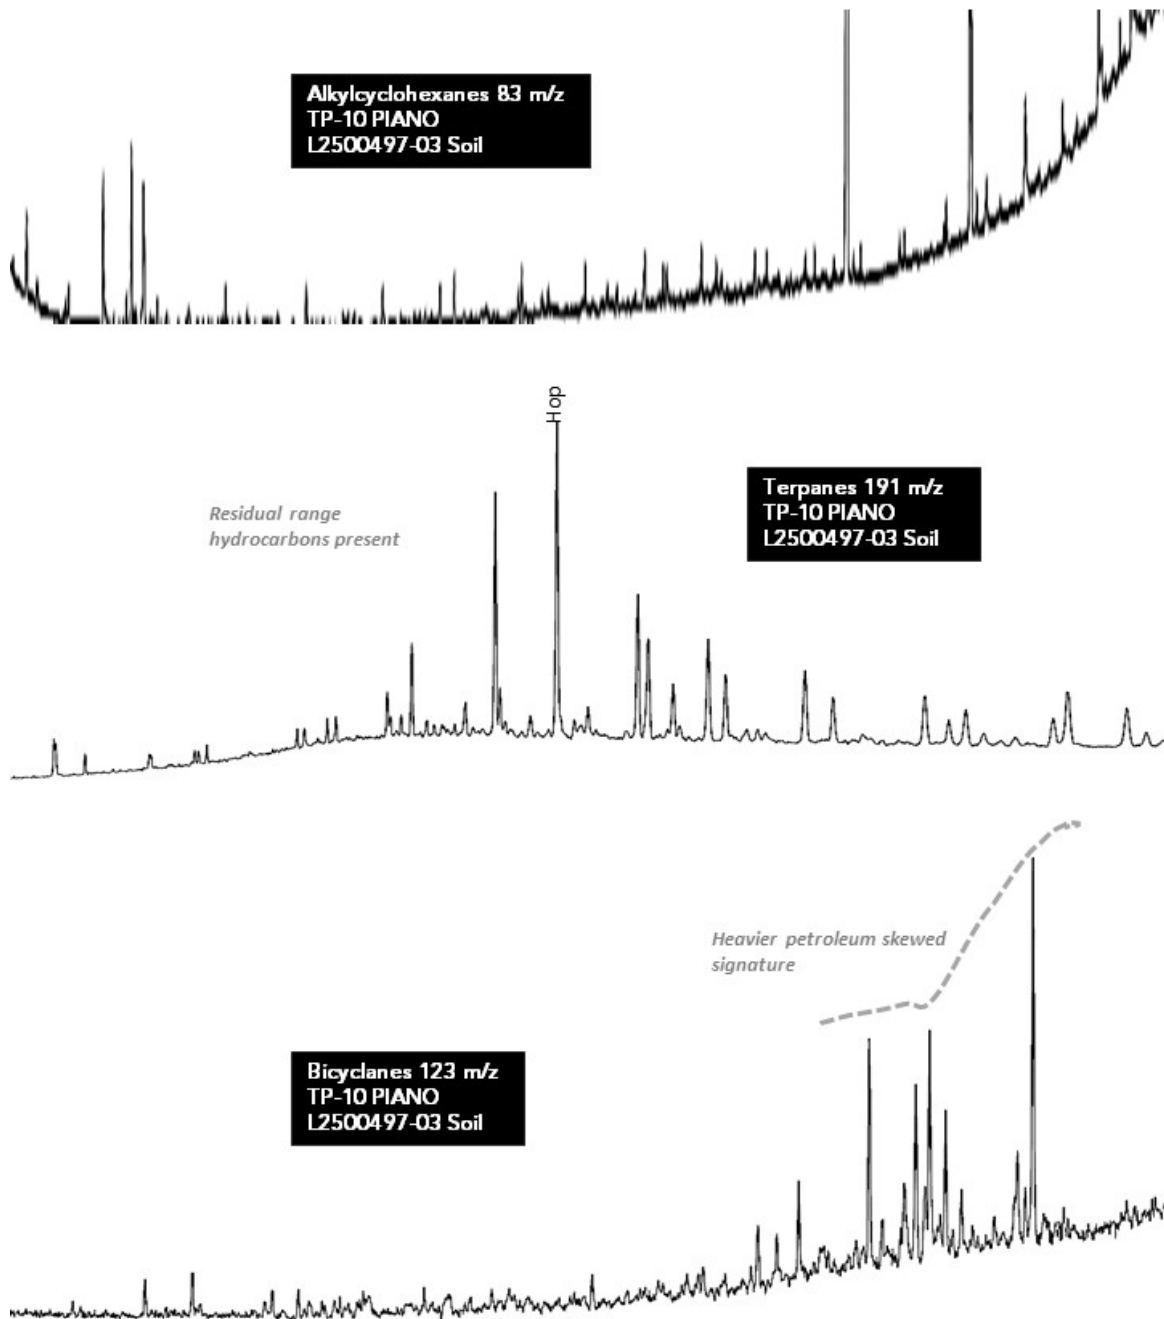 Alkylcyclohexanes 83 m/z
TP-10 PIANO
L2500497-03 Soil
Hop
Residual range
hydrocarbons present
Terpanes 191 m/z
TP-10 PIANO
L2500497-03 Soil
Heavier petroleum skewed
signature
Bicyclanes 123 m/z
TP-10 PIANO
L2500497-03 Soil